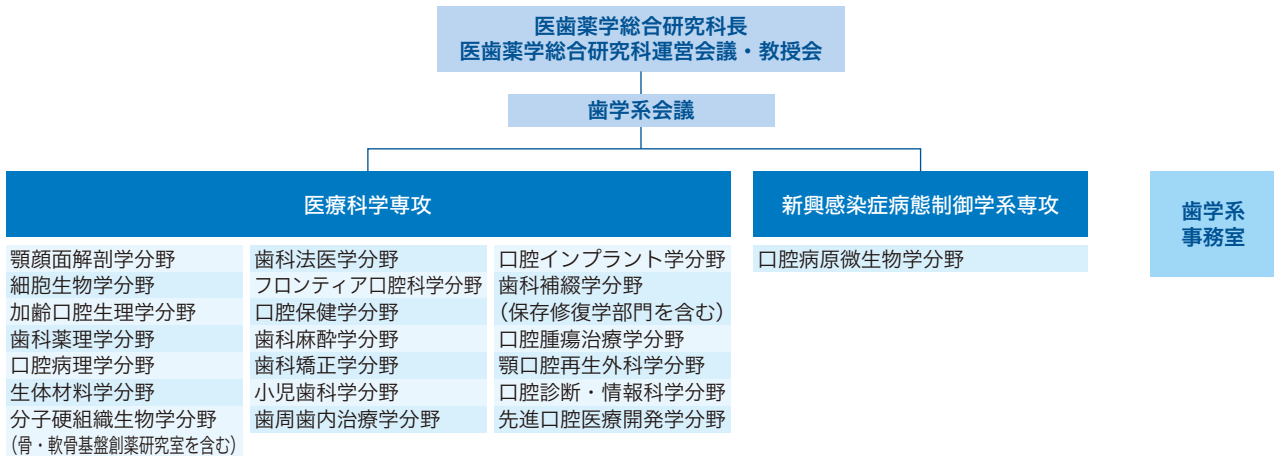 医歯薬学総合研究科長
医歯薬学総合研究科運営会議・教授会
歯学系会議
医療科学専攻
新興感染症病態制御学系専攻
歯学系
事務室
顎顔面解剖学分野
細胞生物学分野
加齢口腔生理学分野
歯科薬理学分野
口腔病理学分野
生体材料学分野
分子硬組織生物学分野
(骨・軟骨基盤創薬研究室を含む)
歯科法医学分野
フロンティア口腔科学分野
口腔保健学分野
歯科麻酔学分野
歯科矯正学分野
小児歯科学分野
歯周歯内治療学分野
口腔インプラント学分野
歯科補綴学分野
(保存修復学部門を含む)
口腔腫瘍治療学分野
顎口腔再生外科学分野
口腔診断・情報科学分野
先進口腔医療開発学分野
口腔病原微生物学分野